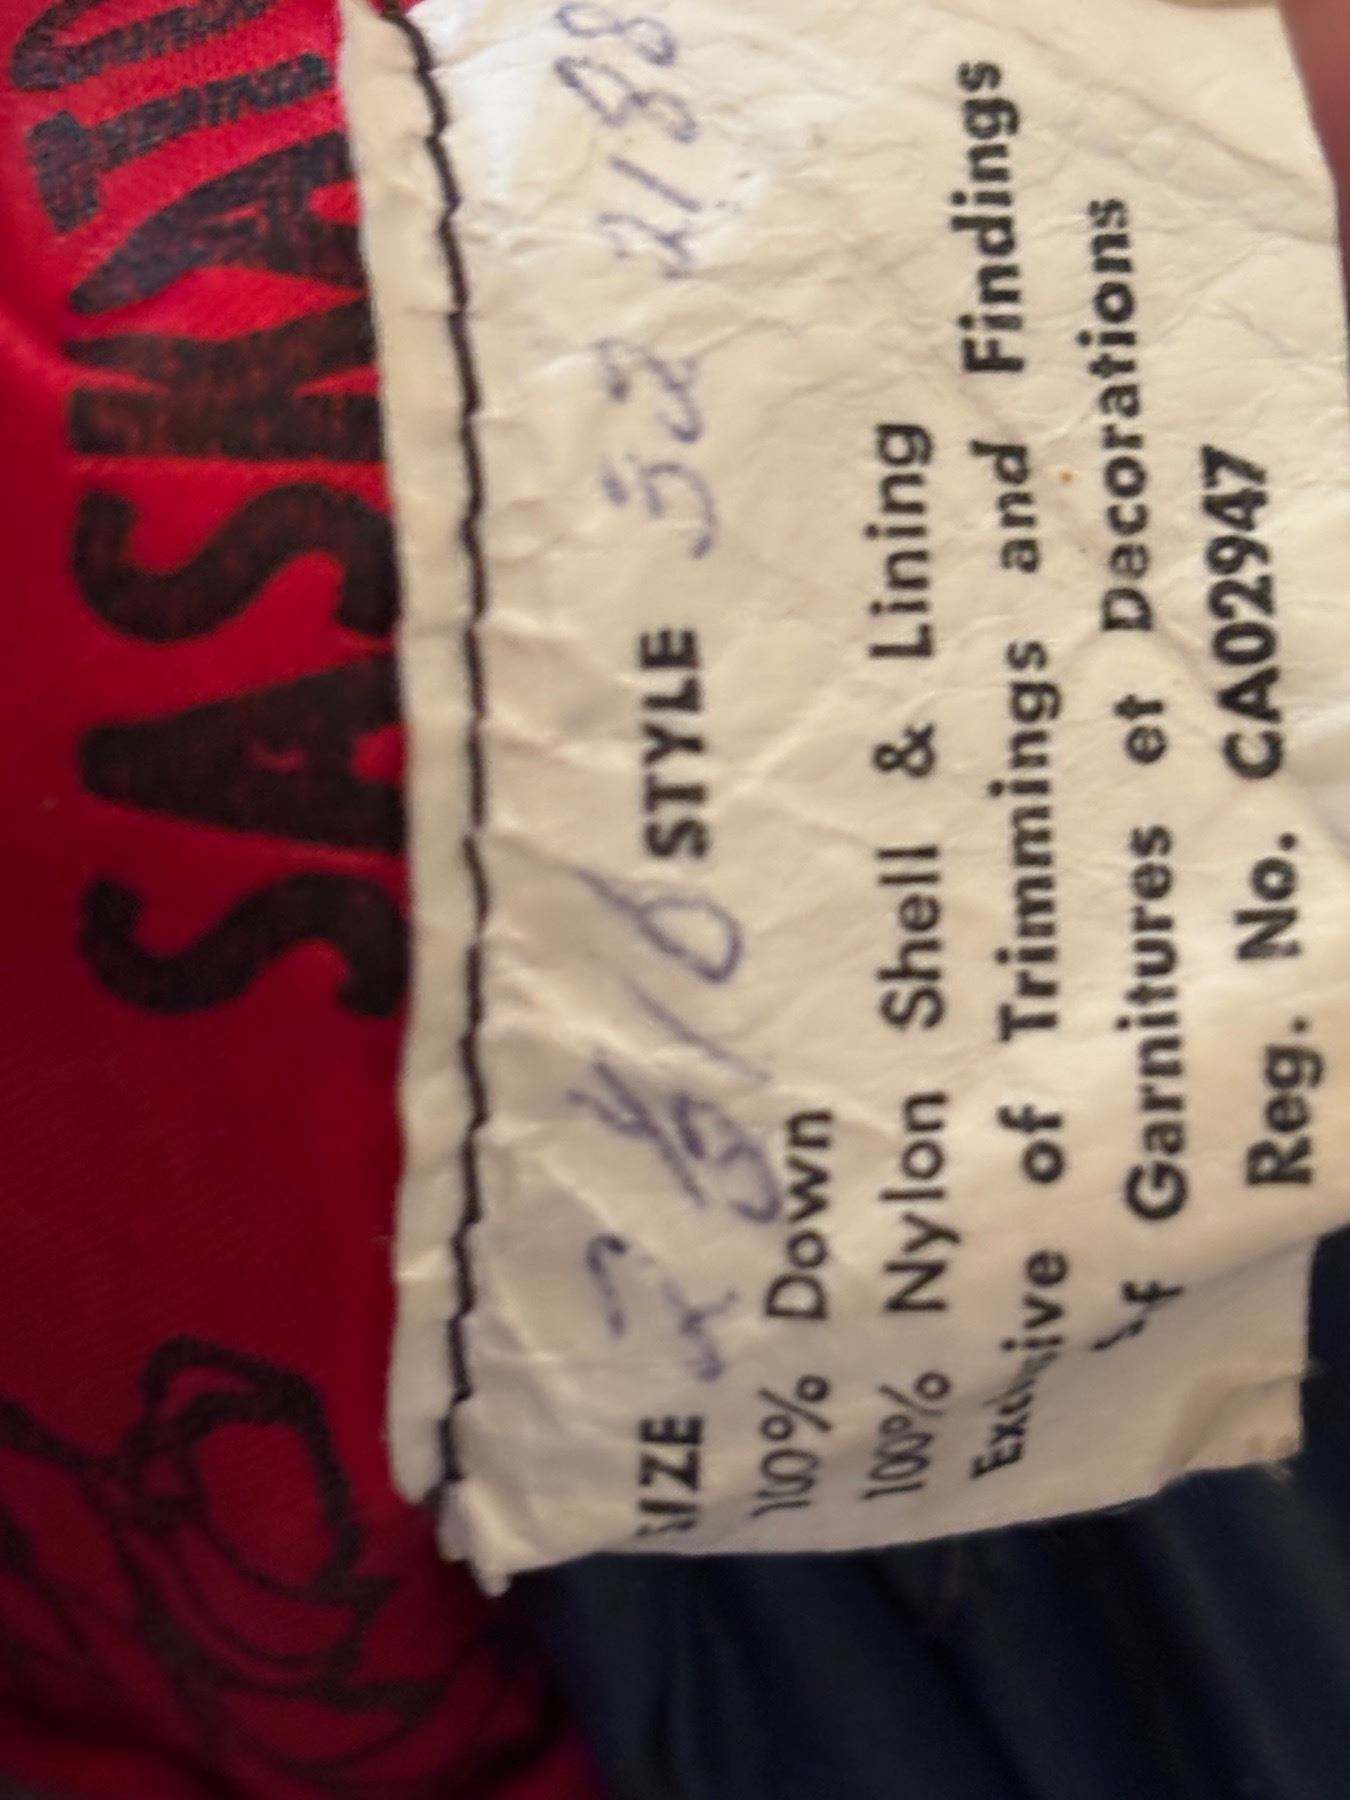 SASKATO
SIZE STYLE
100% Down
100% Nylon Shell & Lining
Exclusive of Trimmings and Findings
Garnitures et Decorations
Reg. No. CA02947